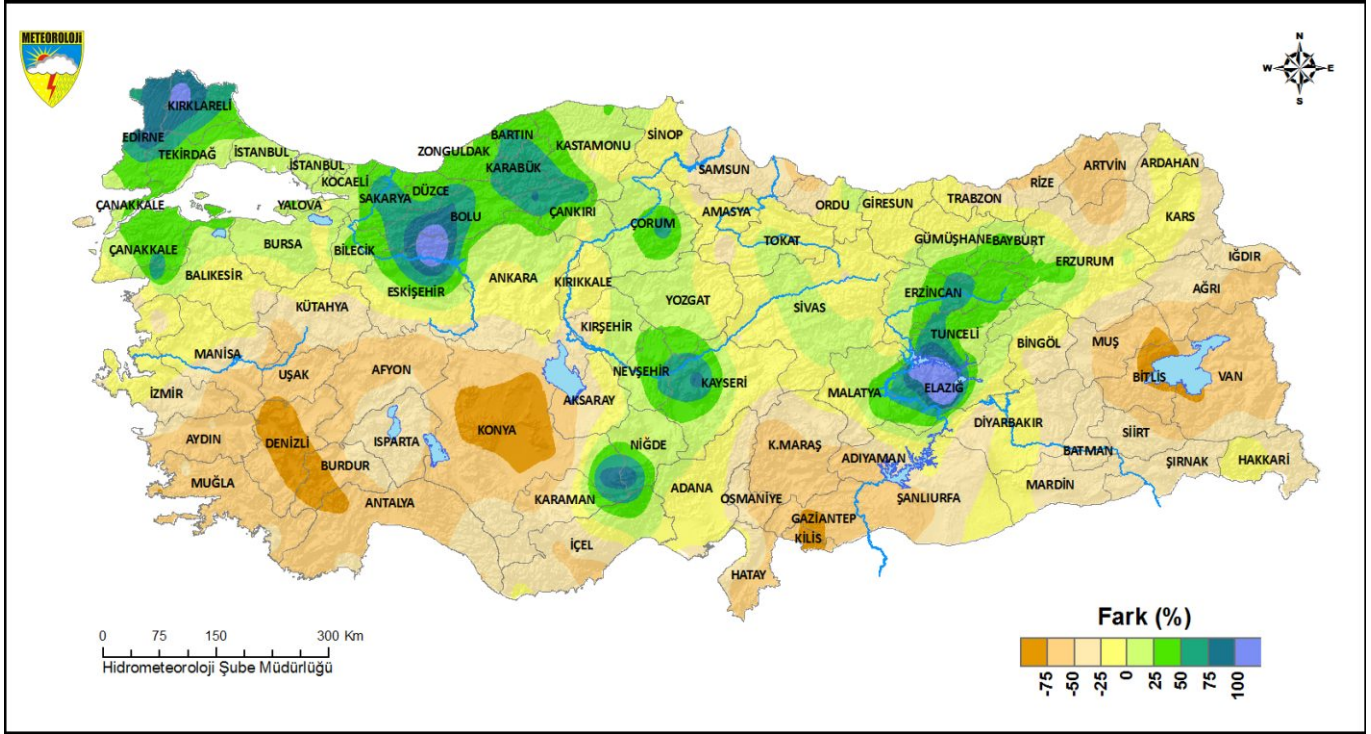 METEOROLOJİ
N
W E
S
KIRKLARELİ
EDİRNE
TEKİRDAĞ
İSTANBUL
İSTANBUL
KOCAELİ
YALOVA
SAKARYA
DÜZCE
BOLU
ZONGULDAK
BARTIN
KARABÜK
KASTAMONU
SİNOP
SAMSUN
ÇANKIRI
ÇORUM
AMASYA
TOKAT
ORDU
GİRESUN
TRABZON
RİZE
ARTVİN
ARDAHAN
KARS
GÜMÜŞHANE
BAYBURT
ERZURUM
IĞDIR
AĞRI
ÇANAKKALE
ÇANAKKALE
BALIKESİR
BURSA
BİLECİK
ESKİŞEHİR
KÜTAHYA
ANKARA
KIRIKKALE
KIRŞEHİR
YOZGAT
SİVAS
ERZİNCAN
TUNCELİ
BİNGÖL
MUŞ
BİTLİS
VAN
MANİSA
İZMİR
UŞAK
AFYON
AKSARAY
NEVŞEHİR
KAYSERİ
MALATYA
ELAZIĞ
DİYARBAKIR
BATMAN
SİİRT
ŞIRNAK
HAKKARİ
AYDIN
DENİZLİ
ISPARTA
BURDUR
KONYA
NİĞDE
K.MARAŞ
ADIYAMAN
ŞANLIURFA
MARDİN
MUĞLA
ANTALYA
KARAMAN
ADANA
OSMANİYE
GAZİANTEP
KİLİS
İÇEL
HATAY
0 75 150 300 Km
Hidrometeoroloji Şube Müdürlüğü
Fark (%)
-75 -50 -25 0 25 50 75 100